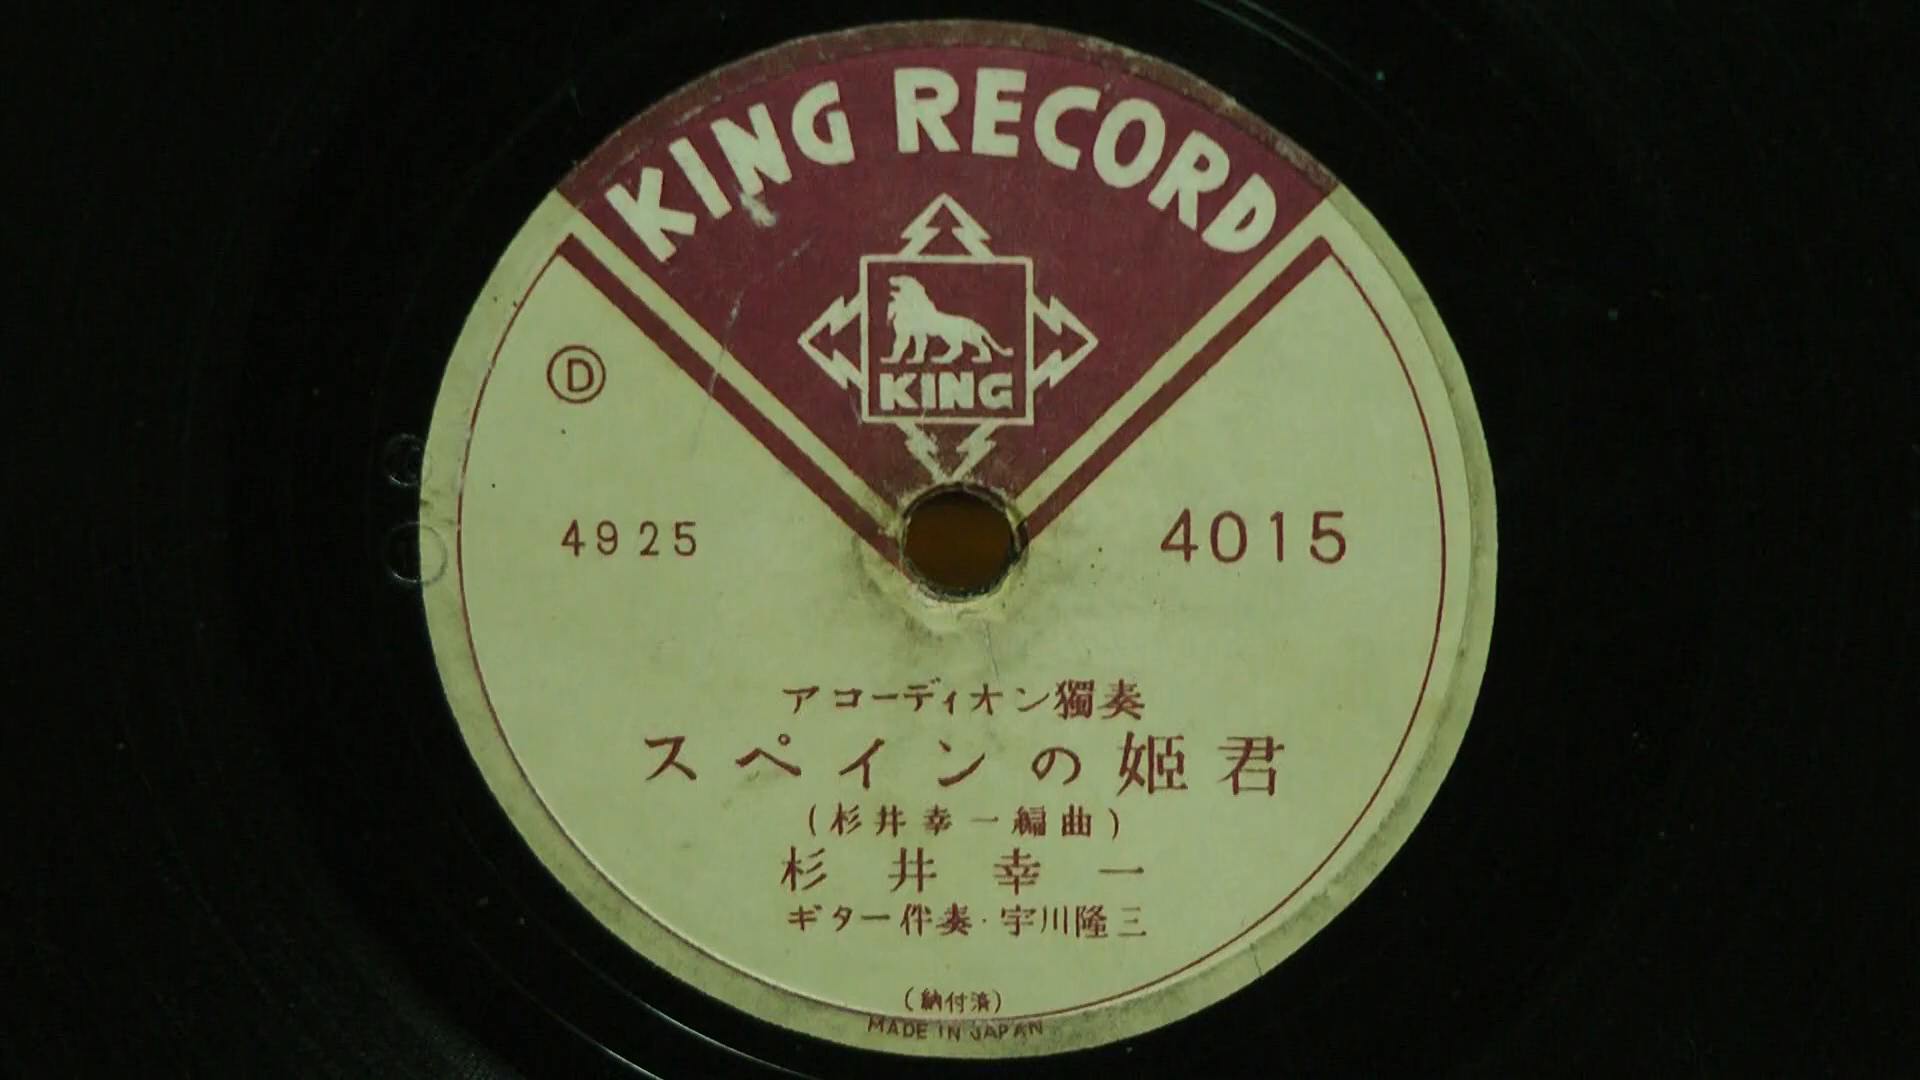 KING RECORD
KING
D
4925
4015
アコーディオン獨奏
スペインの姫君
(杉井幸一編曲)
杉井幸一
ギター伴奏·宇川隆三
(納付済)
MADE IN JAPAN